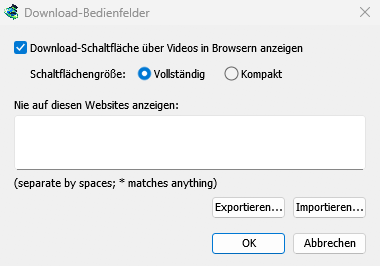 Download-Bedienfelder
Download-Schaltfläche über Videos in Browsern anzeigen
Schaltflächengröße: Vollständig Kompakt
Nie auf diesen Websites anzeigen:
(separate by spaces; * matches anything)
Exportieren... Importieren...
OK Abbrechen